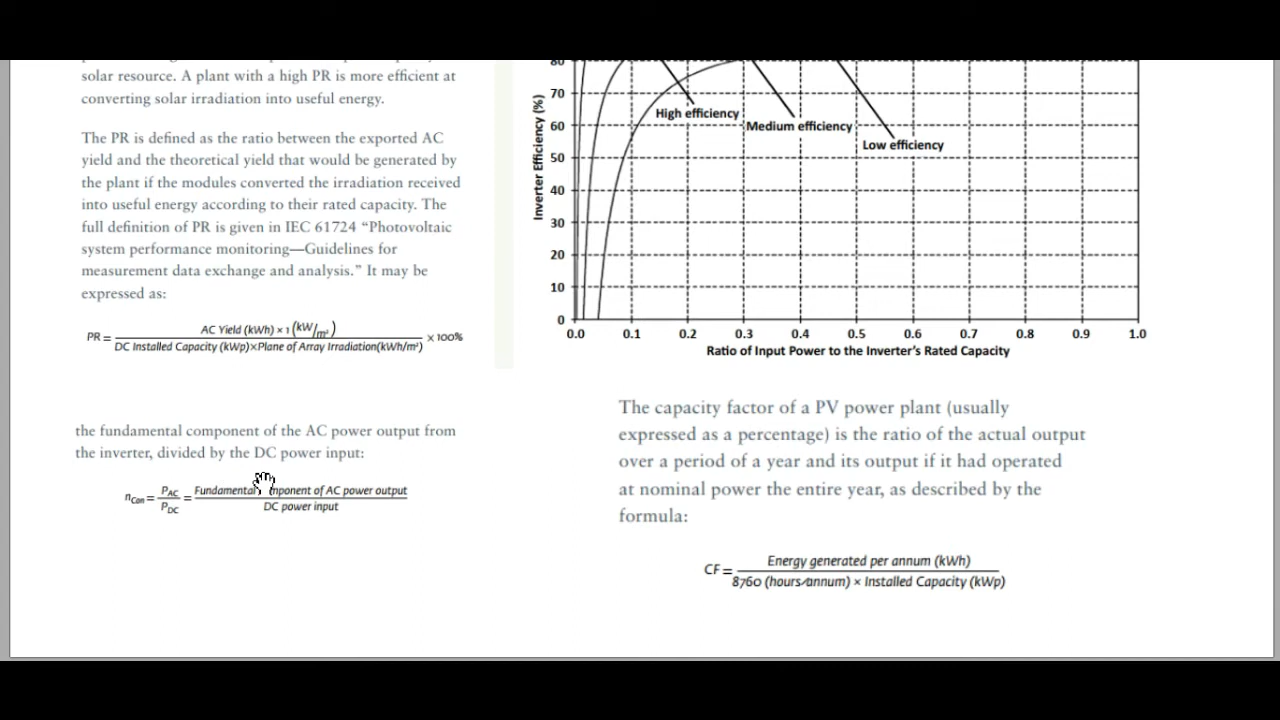 solar resource. A plant with a high PR is more efficient at
converting solar irradiation into useful energy.
The PR is defined as the ratio between the exported AC
yield and the theoretical yield that would be generated by
the plant if the modules converted the irradiation received
into useful energy according to their rated capacity. The
full definition of PR is given in IEC 61724 “Photovoltaic
system performance monitoring—Guidelines for
measurement data exchange and analysis.” It may be
expressed as:
PR = AC Yield (kWh) × 1 (kW/m²)
DC Installed Capacity (kWp)×Plane of Array Irradiation(kWh/m²) × 100%
the fundamental component of the AC power output from
the inverter, divided by the DC power input:
nCon = PAC = Fundamental of AC power output
PDC DC power input
Inverter Efficiency (%)
80
70
60
50
40
30
20
10
0
High efficiency
Medium efficiency
Low efficiency
0.0 0.1 0.2 0.3 0.4 0.5 0.6 0.7 0.8 0.9 1.0
Ratio of Input Power to the Inverter’s Rated Capacity
The capacity factor of a PV power plant (usually
expressed as a percentage) is the ratio of the actual output
over a period of a year and its output if it had operated
at nominal power the entire year, as described by the
formula:
CF = Energy generated per annum (kWh)
8760 (hours/annum) × Installed Capacity (kWp)